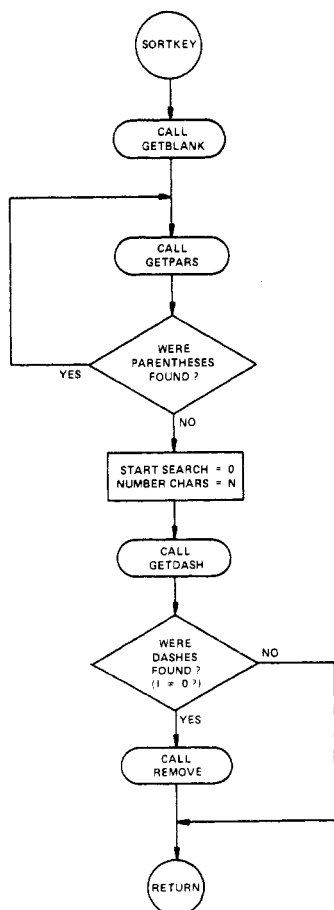 SORTKEY
CALL
GETBLANK
CALL
GETPARS
WERE
PARENTHESES
FOUND ?
YES
NO
START SEARCH = 0
NUMBER CHARS = N
CALL
GETDASH
WERE
DASHES
FOUND ?
(I ≠ 0?)
NO
YES
CALL
REMOVE
RETURN